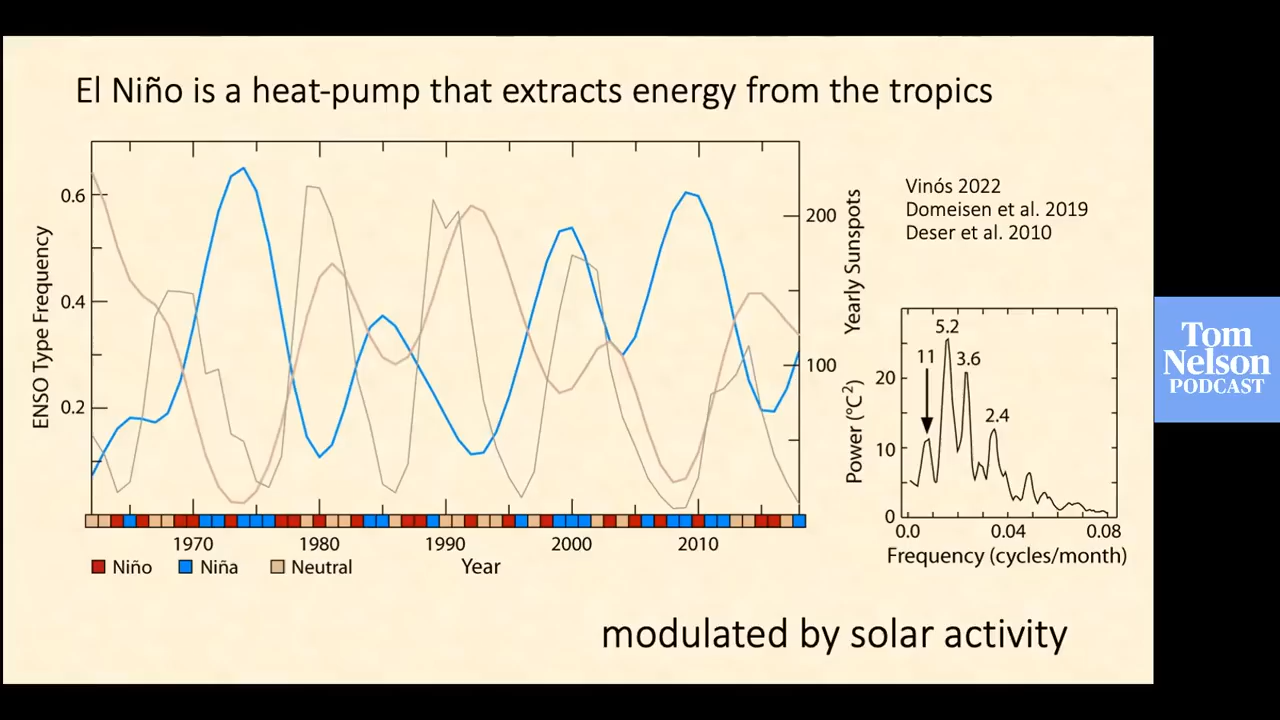 El Niño is a heat-pump that extracts energy from the tropics
ENSO Type Frequency
0.6
0.4
0.2
200
100
Yearly Sunspots
1970
1980
1990
2000
2010
Niño
Niña
Neutral
Year
Vinós 2022
Domeisen et al. 2019
Deser et al. 2010
Power (°C²)
20
10
0
11
5.2
3.6
2.4
0.0
0.04
0.08
Frequency (cycles/month)
modulated by solar activity
Tom
Nelson
PODCAST